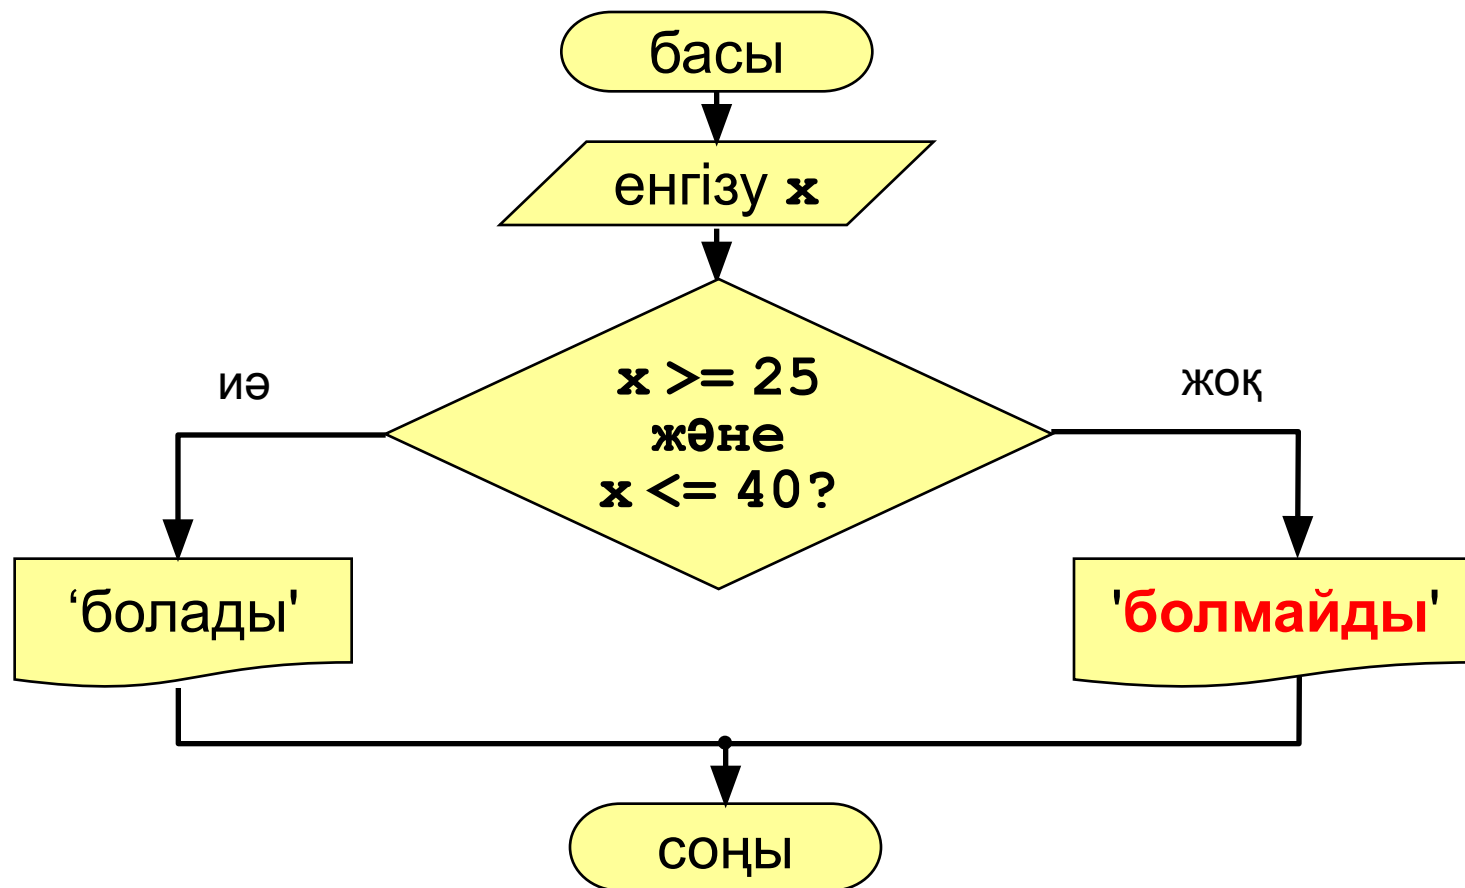 басы
енгізу x
x >= 25
және
x <= 40?
иә
жоқ
‘болады'
'болмайды'
соңы